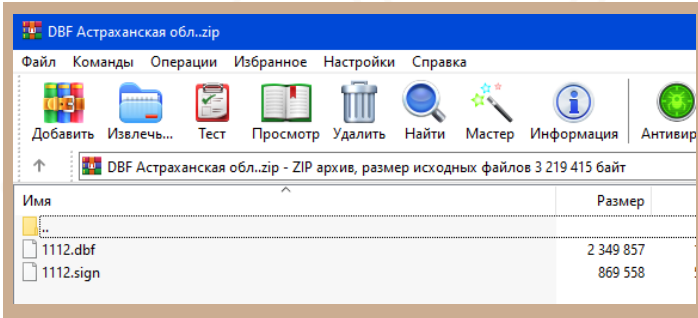 DBF Астраханская обл..zip
Файл Команды Операции Избранное Настройки Справка
Добавить Извлечь... Тест Просмотр Удалить Найти Мастер Информация Антивир
DBF Астраханская обл..zip - ZIP архив, размер исходных файлов 3 219 415 байт
Имя Размер
..
1112.dbf 2 349 857
1112.sign 869 558